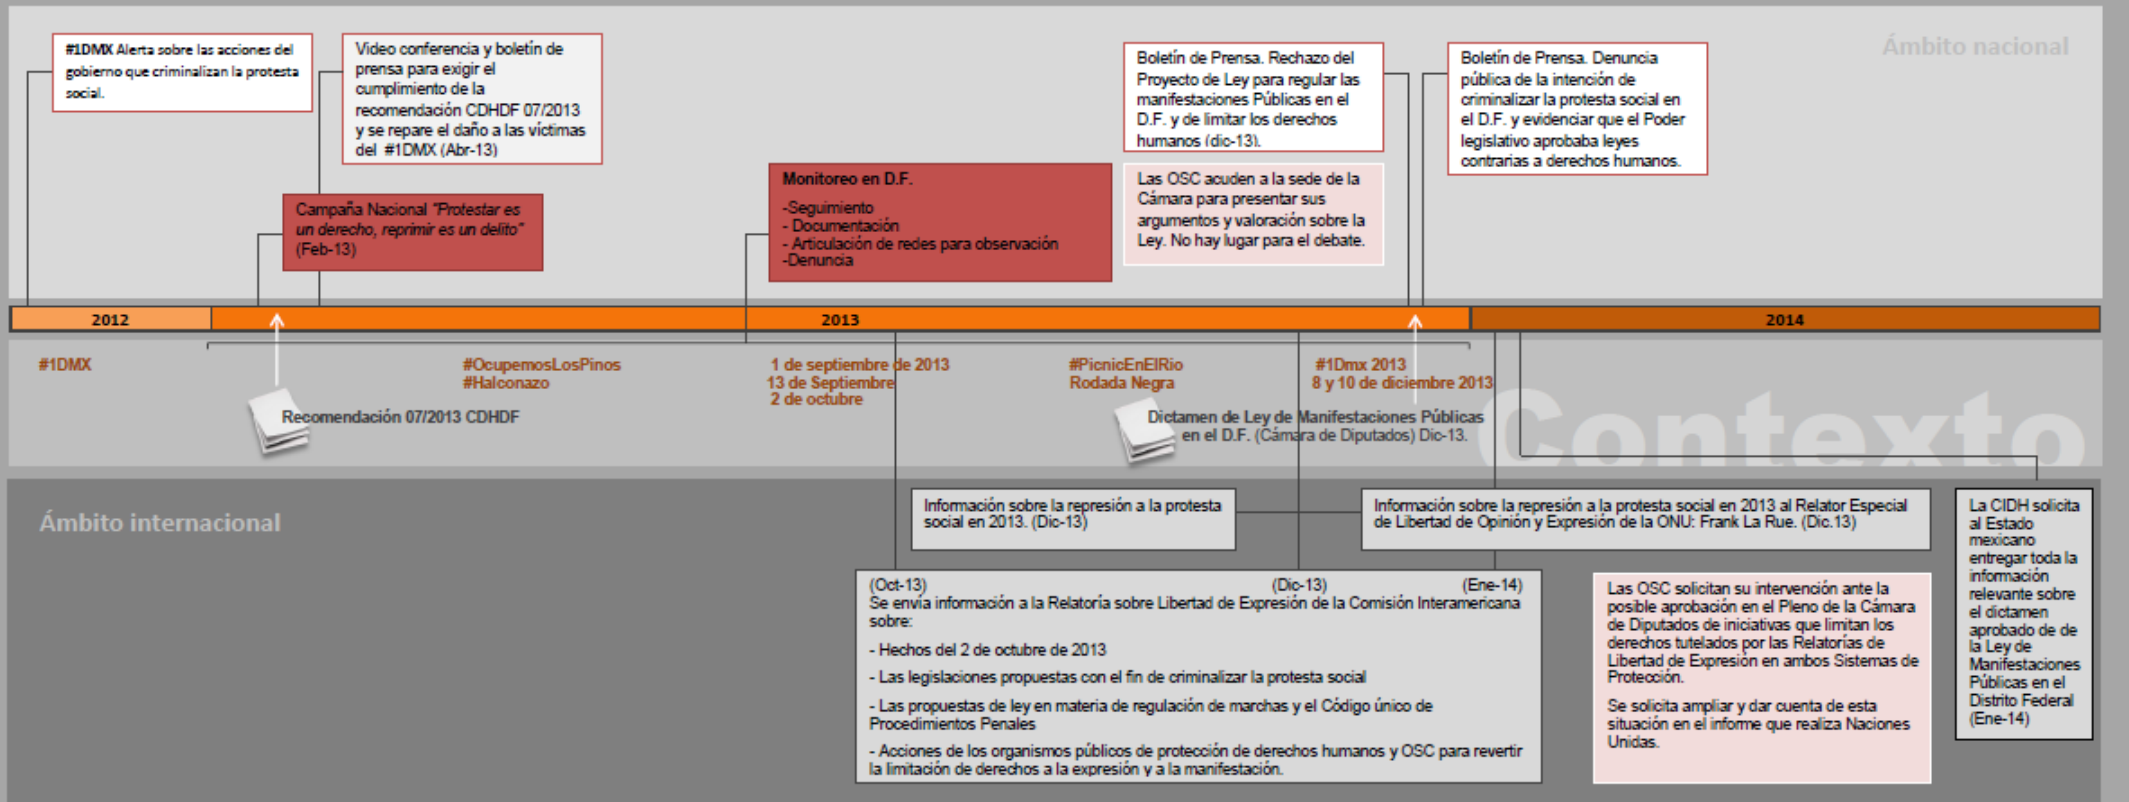 Ámbito nacional
#1DMX Alerta sobre las acciones del
gobierno que criminalizan la protesta
social.
Video conferencia y boletín de
prensa para exigir el
cumplimiento de la
recomendación CDHDF 07/2013
y se repare el daño a las víctimas
del #1DMX (Abr-13)
Campaña Nacional "Protestar es
un derecho, reprimir es un delito"
(Feb-13)
Monitoreo en D.F.
-Seguimiento
- Documentación
- Articulación de redes para observación
-Denuncia
Boletín de Prensa. Rechazo del
Proyecto de Ley para regular las
manifestaciones Públicas en el
D.F. y de limitar los derechos
humanos (dic-13).
Las OSC acuden a la sede de la
Cámara para presentar sus
argumentos y valoración sobre la
Ley. No hay lugar para el debate.
Boletín de Prensa. Denuncia
pública de la intención de
criminalizar la protesta social en
el D.F. y evidenciar que el Poder
legislativo aprobaba leyes
contrarias a derechos humanos.
2012
2013
2014
#1DMX
#OcupemosLosPinos
#Halconazo
1 de septiembre de 2013
13 de Septiembre
2 de octubre
#PicnicEnElRio
Rodada Negra
#1Dmx 2013
8 y 10 de diciembre 2013
Recomendación 07/2013 CDHDF
Dictamen de Ley de Manifestaciones Públicas
en el D.F. (Cámara de Diputados) Dic-13.
Contexto
Ámbito internacional
Información sobre la represión a la protesta
social en 2013. (Dic-13)
Información sobre la represión a la protesta social en 2013 al Relator Especial
de Libertad de Opinión y Expresión de la ONU: Frank La Rue. (Dic.13)
(Oct-13) (Dic-13) (Ene-14)
Se envía información a la Relatoría sobre Libertad de Expresión de la Comisión Interamericana
sobre:
- Hechos del 2 de octubre de 2013
- Las legislaciones propuestas con el fin de criminalizar la protesta social
- Las propuestas de ley en materia de regulación de marchas y el Código único de
Procedimientos Penales
- Acciones de los organismos públicos de protección de derechos humanos y OSC para revertir
la limitación de derechos a la expresión y a la manifestación.
Las OSC solicitan su intervención ante la
posible aprobación en el Pleno de la Cámara
de Diputados de iniciativas que limitan los
derechos tutelados por las Relatorías de
Libertad de Expresión en ambos Sistemas de
Protección.
Se solicita ampliar y dar cuenta de esta
situación en el informe que realiza Naciones
Unidas.
La CIDH solicita
al Estado
mexicano
entregar toda la
información
relevante sobre
el dictamen
aprobado de de
la Ley de
Manifestaciones
Públicas en el
Distrito Federal
(Ene-14)